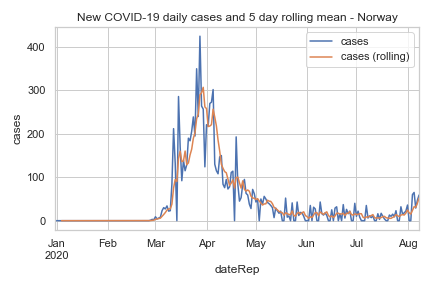 New COVID-19 daily cases and 5 day rolling mean - Norway
cases
cases (rolling)
400
300
200
100
0
cases
Jan Feb Mar Apr May Jun Jul Aug
2020
dateRep